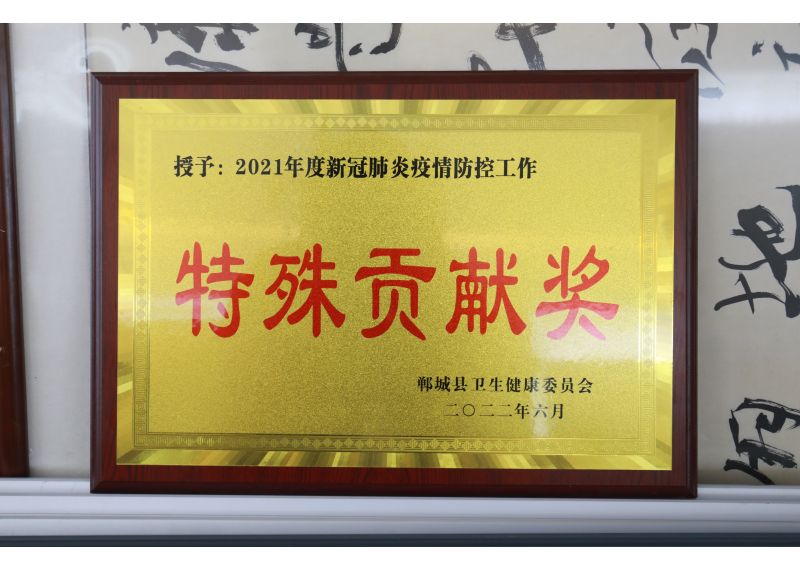 授予：2021年度新冠肺炎疫情防控工作
特殊贡献奖
郸城县卫生健康委员会
二〇二二年六月